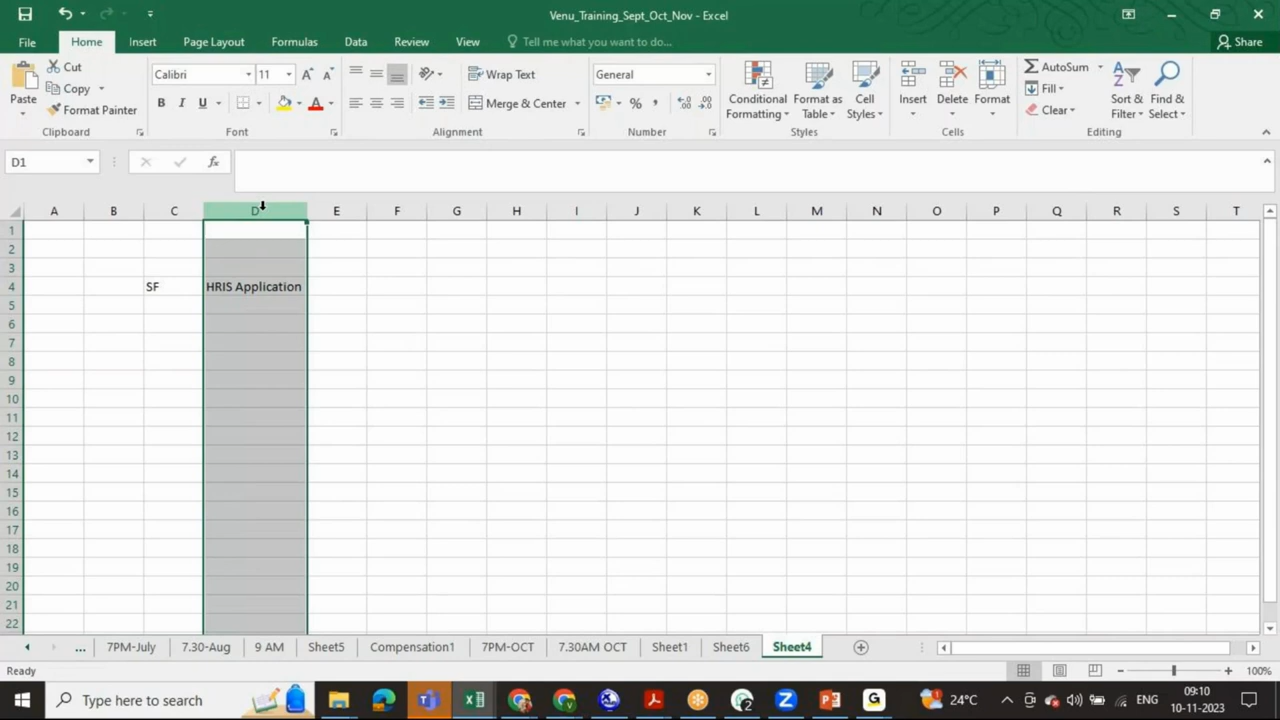 Venu_Training_Sept_Oct_Nov - Excel
File Home Insert Page Layout Formulas Data Review View Tell me what you want to do... Share
Paste
Cut
Copy
Format Painter
Clipboard
Calibri 11
B I U
Font
Wrap Text
Merge & Center
Alignment
General
%
Number
Conditional Formatting
Format as Table
Cell Styles
Styles
Insert
Delete
Format
Cells
AutoSum
Fill
Clear
Sort & Filter
Find & Select
Editing
D1
fx
A B C D E F G H I J K L M N O P Q R S T
1
2
3
4 SF HRIS Application
5
6
7
8
9
10
11
12
13
14
15
16
17
18
19
20
21
22
... 7PM-July 7.30-Aug 9 AM Sheet5 Compensation1 7PM-OCT 7.30AM OCT Sheet1 Sheet6 Sheet4
Ready
100%
Type here to search
24°C
ENG
09:10
10-11-2023